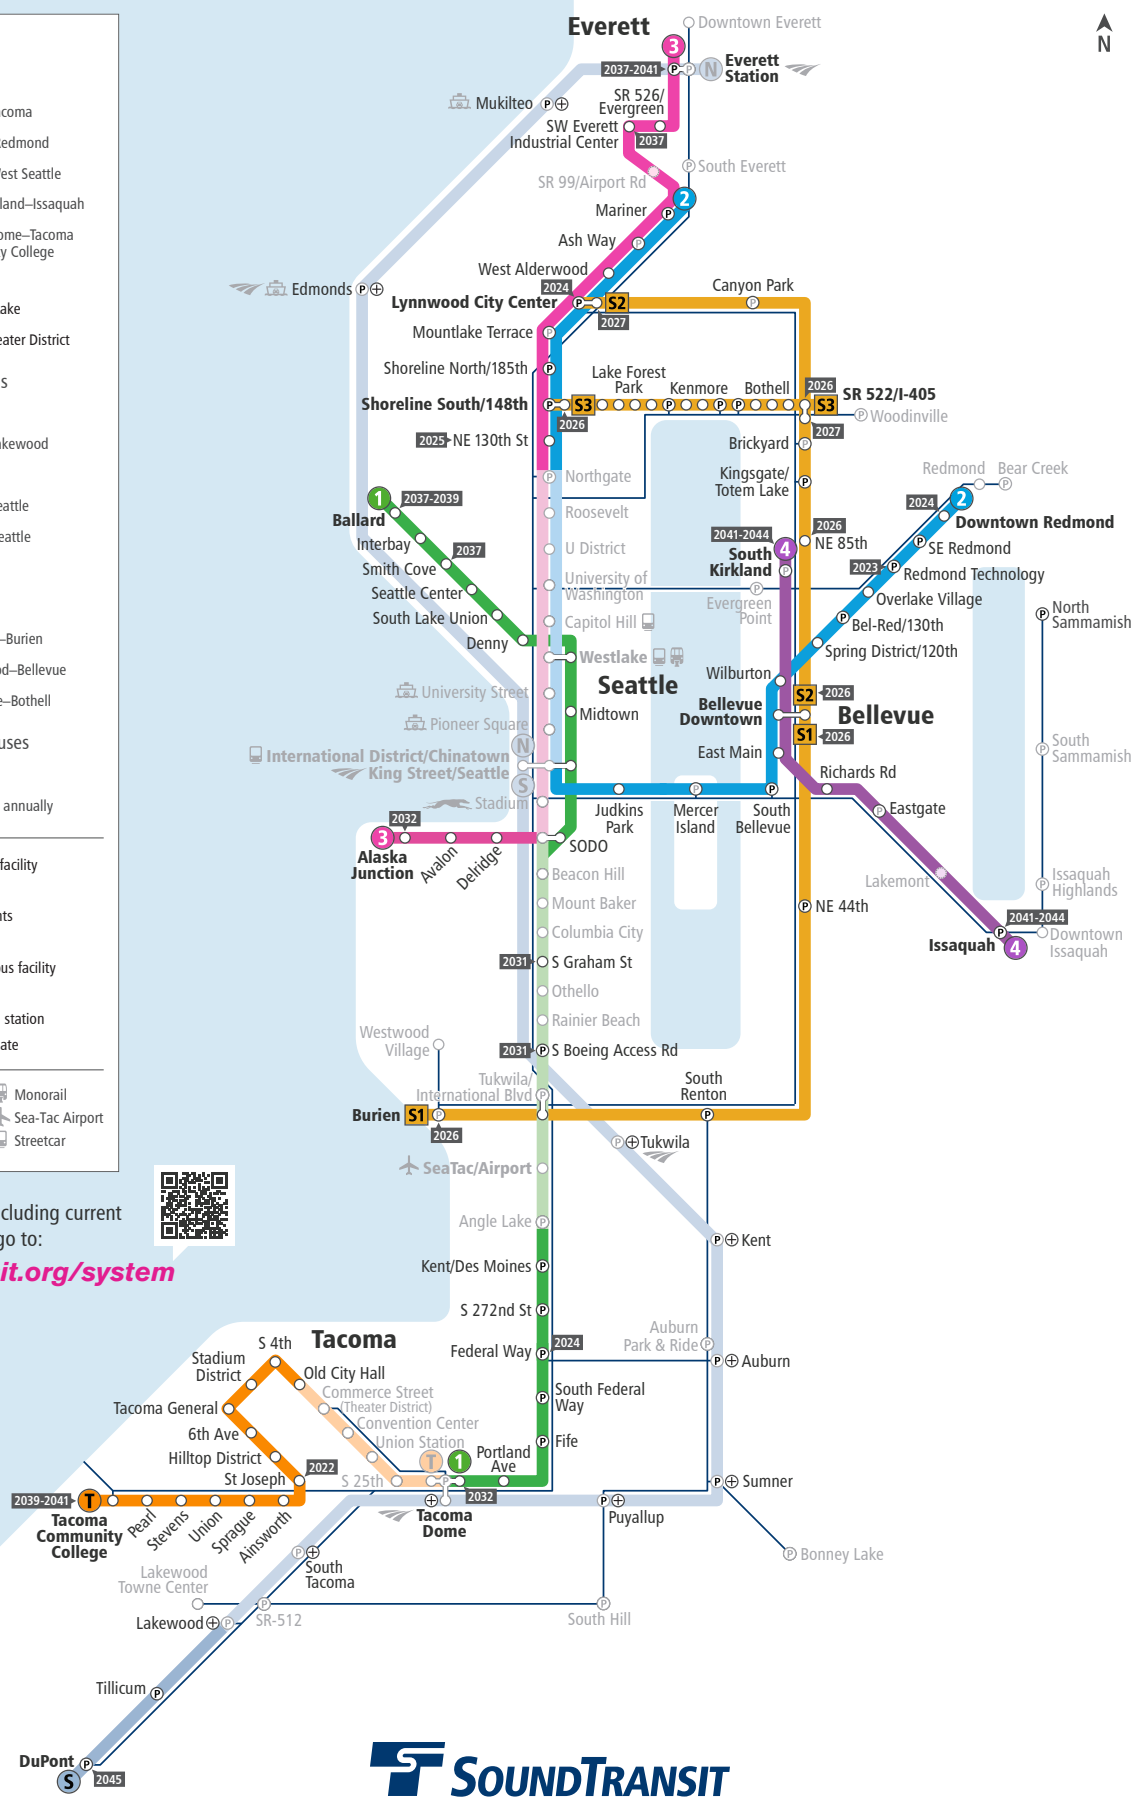 Everett
Downtown Everett
N
3
2037-2041
P
P
N
Everett
Station
Mukilteo
P
SR 526/
Evergreen
SW Everett
Industrial Center
2037
South Everett
P
SR 99/Airport Rd
2
Mariner
P
Ash Way
P
West Alderwood
Edmonds
P
2024
Lynnwood City Center
P
S2
2027
Canyon Park
P
Mountlake Terrace
P
Shoreline North/185th
P
Shoreline South/148th
P
S3
2026
Lake Forest
Park
Kenmore
Bothell
P
P
P
2026
S3
SR 522/I-405
2027
P
Woodinville
2025
NE 130th St
Brickyard
P
Northgate
P
Kingsgate/
Totem Lake
P
Redmond
Bear Creek
P
1
2037-2039
Ballard
Roosevelt
2024
2
Downtown Redmond
Interbay
2037
U District
2041-2044
4
South
Kirkland
P
2026
NE 85th
P
SE Redmond
Smith Cove
2023
P
Redmond Technology
Seattle Center
University of
Washington
Evergreen
Point
P
Overlake Village
South Lake Union
Capitol Hill
P
Bel-Red/130th
Denny
Spring District/120th
P
North
Sammamish
Westlake
Seattle
Wilburton
University Street
S2
2026
Midtown
Bellevue
Downtown
Bellevue
Pioneer Square
S1
2026
N
International District/Chinatown
King Street/Seattle
S
East Main
P
South
Sammamish
Richards Rd
Stadium
Judkins
Park
P
Mercer
Island
P
South
Bellevue
P
Eastgate
2032
3
Alaska
Junction
Avalon
Delridge
SODO
Beacon Hill
Lakemont
P
Issaquah
Highlands
Mount Baker
P
NE 44th
2041-2044
Columbia City
Issaquah
P
4
Downtown
Issaquah
2031
S Graham St
Othello
Rainier Beach
Westwood
Village
2031
P
S Boeing Access Rd
Tukwila/
International Blvd
P
South
Renton
P
Burien
S1
P
2026
P
Tukwila
SeaTac/Airport
Angle Lake
P
P
Kent
Kent/Des Moines
P
S 272nd St
P
Federal Way
P
2024
Auburn
Park & Ride
P
P
Auburn
South Federal
Way
P
Fife
P
Tacoma
S 4th
Stadium
District
Old City Hall
Commerce Street
(Theater District)
Tacoma General
Convention Center
6th Ave
Union Station
Hilltop District
2022
St Joseph
S 25th
T
1
P
Portland
Ave
2032
P
Sumner
2039-2041
T
Tacoma
Community
College
Pearl
Stevens
Union
Sprague
Ainsworth
Tacoma
Dome
P
Puyallup
P
South
Tacoma
P
Bonney Lake
Lakewood
Towne Center
P
SR-512
P
South Hill
Lakewood
P
Tillicum
P
DuPont
P
S
2045
SOUNDTRANSIT
coma
Redmond
est Seattle
land–Issaquah
ome–Tacoma
y College
ake
eater District
s
akewood
eattle
eattle
–Burien
od–Bellevue
e–Bothell
uses
annually
facility
nts
ous facility
station
ate
Monorail
Sea-Tac Airport
Streetcar
cluding current
go to:
it.org/system